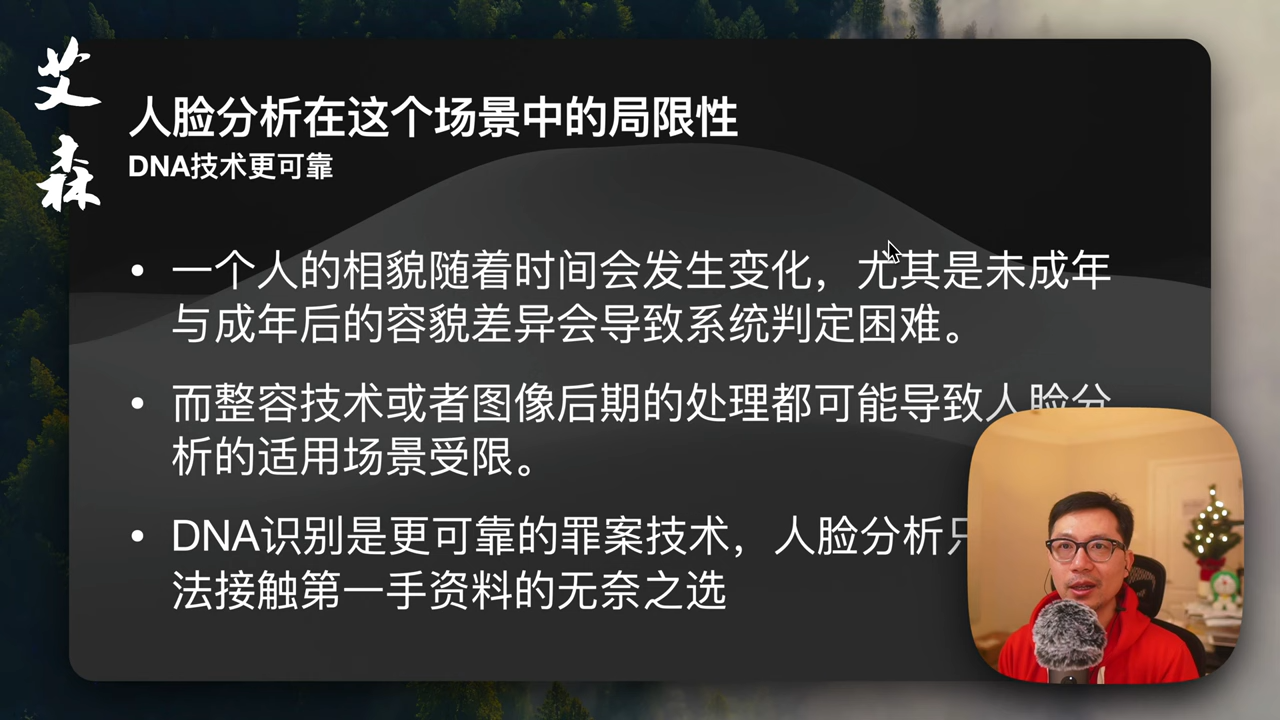 艾森
人脸分析在这个场景中的局限性
DNA技术更可靠
• 一个人的相貌随着时间会发生变化，尤其是未成年
与成年后的容貌差异会导致系统判定困难。
• 而整容技术或者图像后期的处理都可能导致人脸分
析的适用场景受限。
• DNA识别是更可靠的罪案技术，人脸分析只
法接触第一手资料的无奈之选